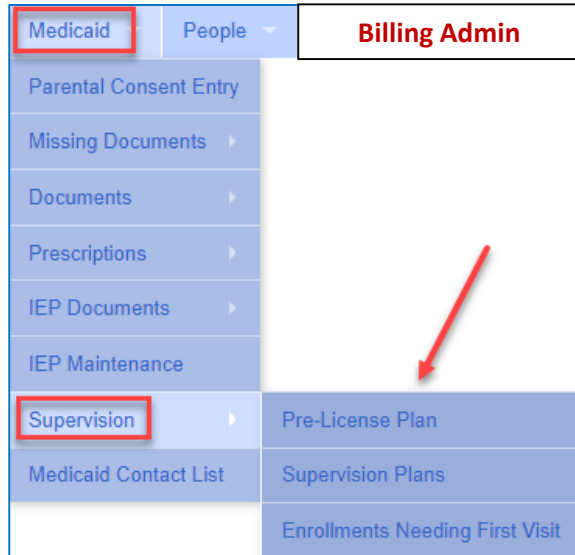 Medicaid People Billing Admin
Parental Consent Entry
Missing Documents
Documents
Prescriptions
IEP Documents
IEP Maintenance
Supervision Pre-License Plan
Medicaid Contact List Supervision Plans
Enrollments Needing First Visit